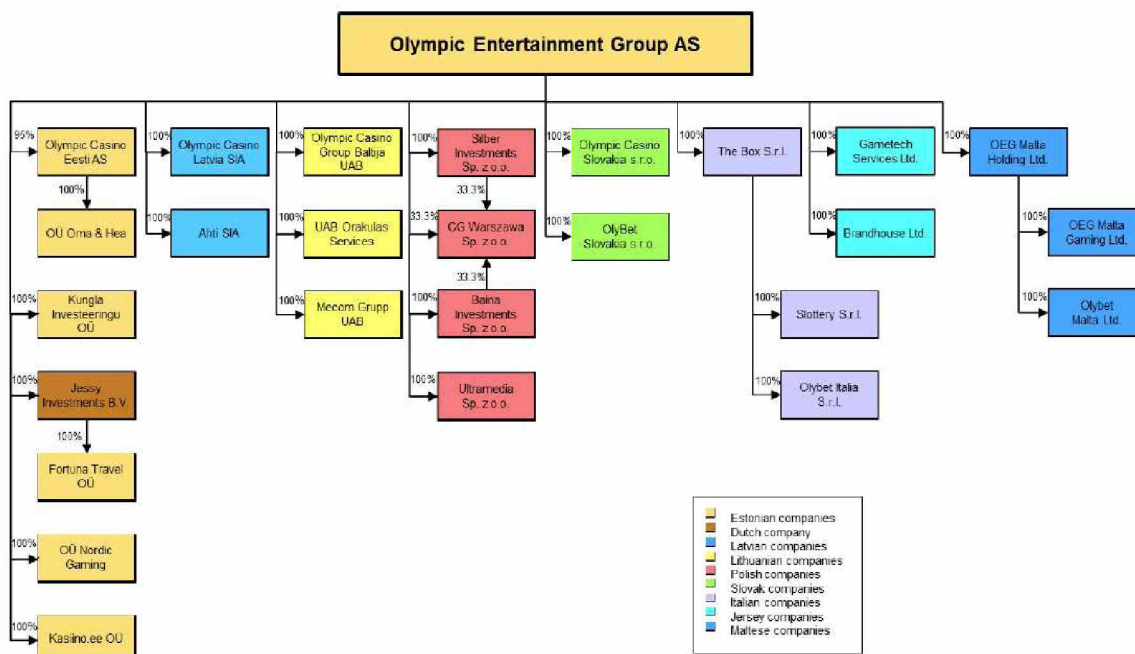 Olympic Entertainment Group AS
95%
Olympic Casino
Eesti AS
100%
OÜ Oma & Hea
100%
Kungla
Investeeringu
OÜ
100%
Jessy
Investments B.V.
100%
Fortuna Travel
OÜ
100%
OÜ Nordic
Gaming
100%
Kasiino.ee OÜ
100%
Olympic Casino
Latvia SIA
100%
Ahti SIA
100%
Olympic Casino
Group Baltija
UAB
100%
UAB Orakulas
Services
100%
Mecom Grupp
UAB
100%
Silber
Investments
Sp. z o.o.
33.3%
33.3%
CG Warszawa
Sp. z o.o.
33.3%
100%
Baina
Investments
Sp. z o.o.
100%
Ultramedia
Sp. z o.o.
100%
Olympic Casino
Slovakia s.r.o.
100%
OlyBet
Slovakia s.r.o.
100%
The Box S.r.l.
100%
Slottery S.r.l.
100%
Olybet Italia
S.r.l.
100%
Gametech
Services Ltd.
100%
Brandhouse Ltd.
100%
OEG Malta
Holding Ltd.
100%
OEG Malta
Gaming Ltd.
100%
Olybet
Malta Ltd.
Estonian companies
Dutch company
Latvian companies
Lithuanian companies
Polish companies
Slovak companies
Italian companies
Jersey companies
Maltese companies